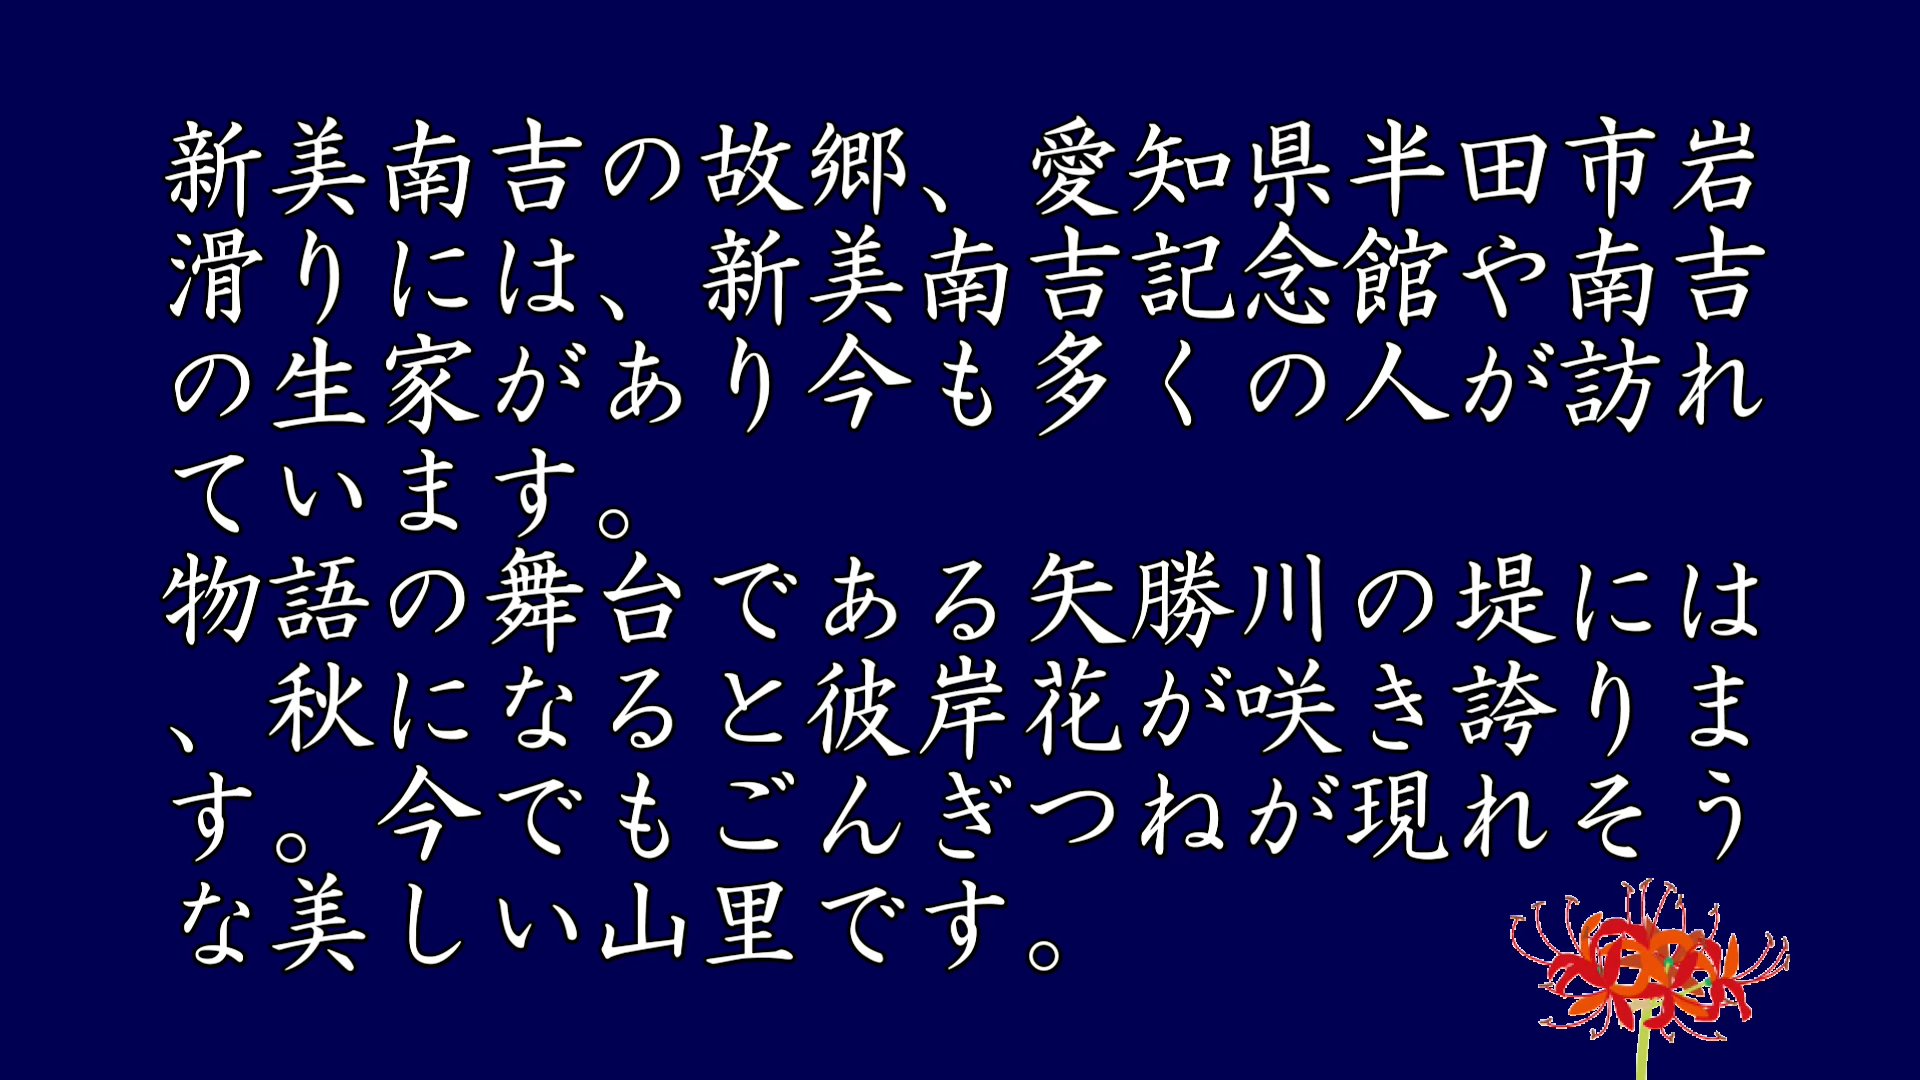 新美南吉の故郷、愛知県半田市岩
滑りには、新美南吉記念館や南吉
の生家があり今も多くの人が訪れ
ています。
物語の舞台である矢勝川の堤には
、秋になると彼岸花が咲き誇りま
す。今でもごんぎつねが現れそう
な美しい山里です。